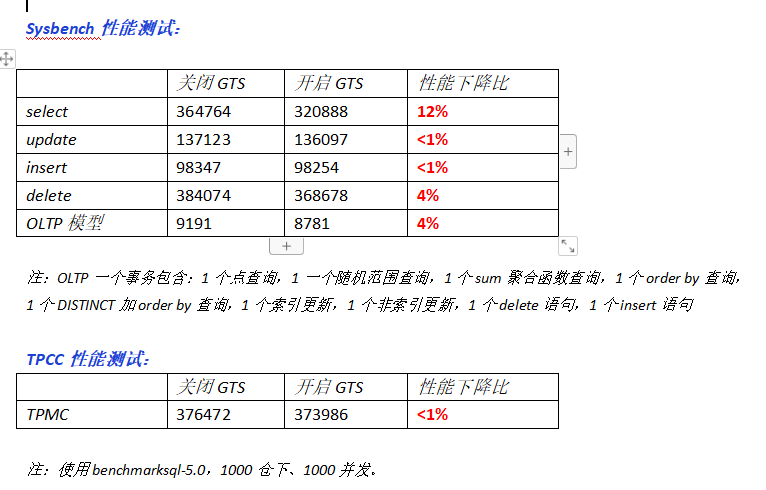 Sysbench 性能测试：
关闭 GTS 开启 GTS 性能下降比
select 364764 320888 12%
update 137123 136097 <1%
insert 98347 98254 <1%
delete 384074 368678 4%
OLTP 模型 9191 8781 4%
注：OLTP 一个事务包含：1 个点查询，1 一个随机范围查询，1 个 sum 聚合函数查询，1 个 order by 查询，
1 个 DISTINCT 加 order by 查询，1 个索引更新，1 个非索引更新，1 个 delete 语句，1 个 insert 语句
TPCC 性能测试：
关闭 GTS 开启 GTS 性能下降比
TPMC 376472 373986 <1%
注：使用 benchmarksql-5.0，1000 仓下、1000 并发。